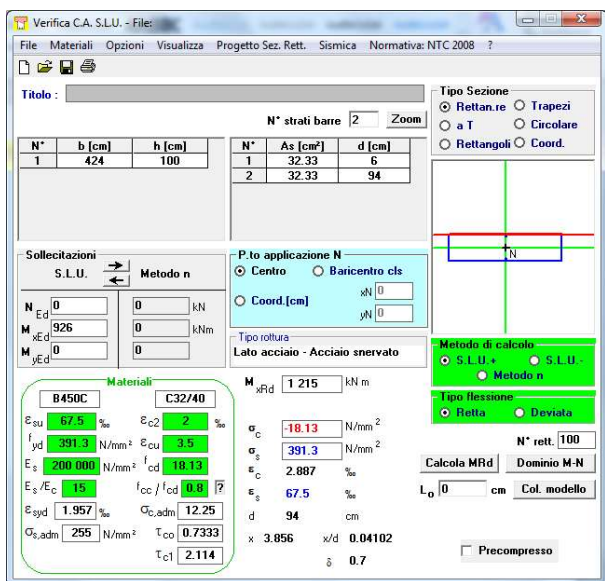 Verifica C.A. S.L.U. - File:
File Materiali Opzioni Visualizza Progetto Sez. Rett. Sismica Normativa: NTC 2008 ?
Titolo :
N° strati barre 2 Zoom
Tipo Sezione
Rettan.re Trapezi
a T Circolare
Rettangoli Coord.
N° b [cm] h [cm]
1 424 100
N° As [cm²] d [cm]
1 32.33 6
2 32.33 94
N
Sollecitazioni
S.L.U. Metodo n
N Ed 0 0 kN
M xEd 926 0 kNm
M yEd 0 0
P.to applicazione N
Centro Baricentro cls
Coord.[cm] xN 0
yN 0
Tipo rottura
Lato acciaio - Acciaio snervato
Metodo di calcolo
S.L.U.+ S.L.U.-
Metodo n
Tipo flessione
Retta Deviata
N° rett. 100
Calcola MRd Dominio M-N
L₀ 0 cm Col. modello
Precompresso
Materiali
B450C C32/40
εsu 67.5 ‰ εc2 2 ‰
fyd 391.3 N/mm² εcu 3.5
Es 200 000 N/mm² fcd 18.13
Es/Ec 15 fcc / fcd 0.8 ?
εsyd 1.957 ‰ σc,adm 12.25
σs,adm 255 N/mm² τco 0.7333
τc1 2.114
M xRd 1 215 kN m
σc -18.13 N/mm²
σs 391.3 N/mm²
εc 2.887 ‰
εs 67.5 ‰
d 94 cm
x 3.856 x/d 0.04102
δ 0.7